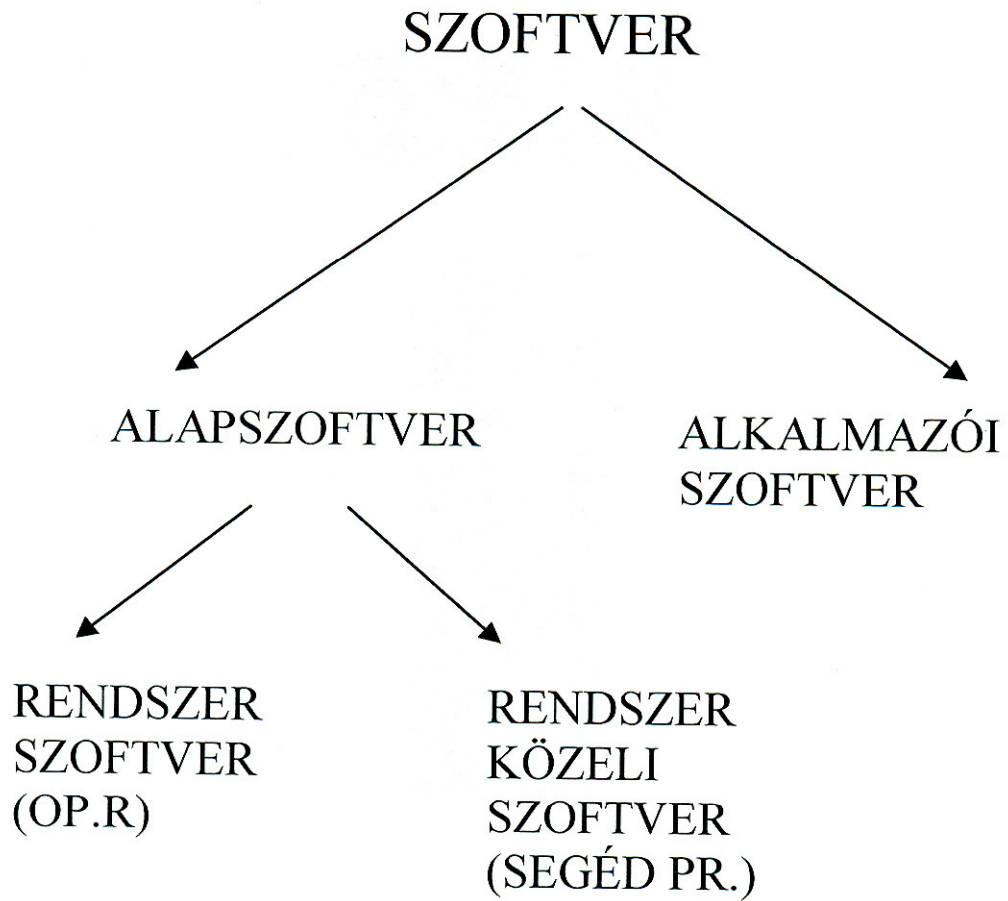 SZOFTVER
ALAPSZOFTVER
ALKALMAZÓI
SZOFTVER
RENDSZER
SZOFTVER
(OP.R)
RENDSZER
KÖZELI
SZOFTVER
(SEGÉD PR.)